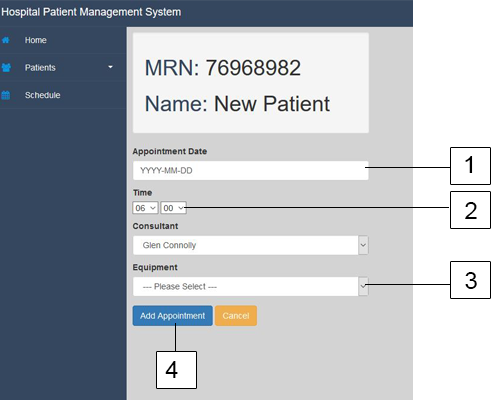 Hospital Patient Management System
Home
Patients
Schedule
MRN: 76968982
Name: New Patient
Appointment Date
YYYY-MM-DD
1
Time
06 00
2
Consultant
Glen Connolly
Equipment
--- Please Select ---
3
Add Appointment Cancel
4